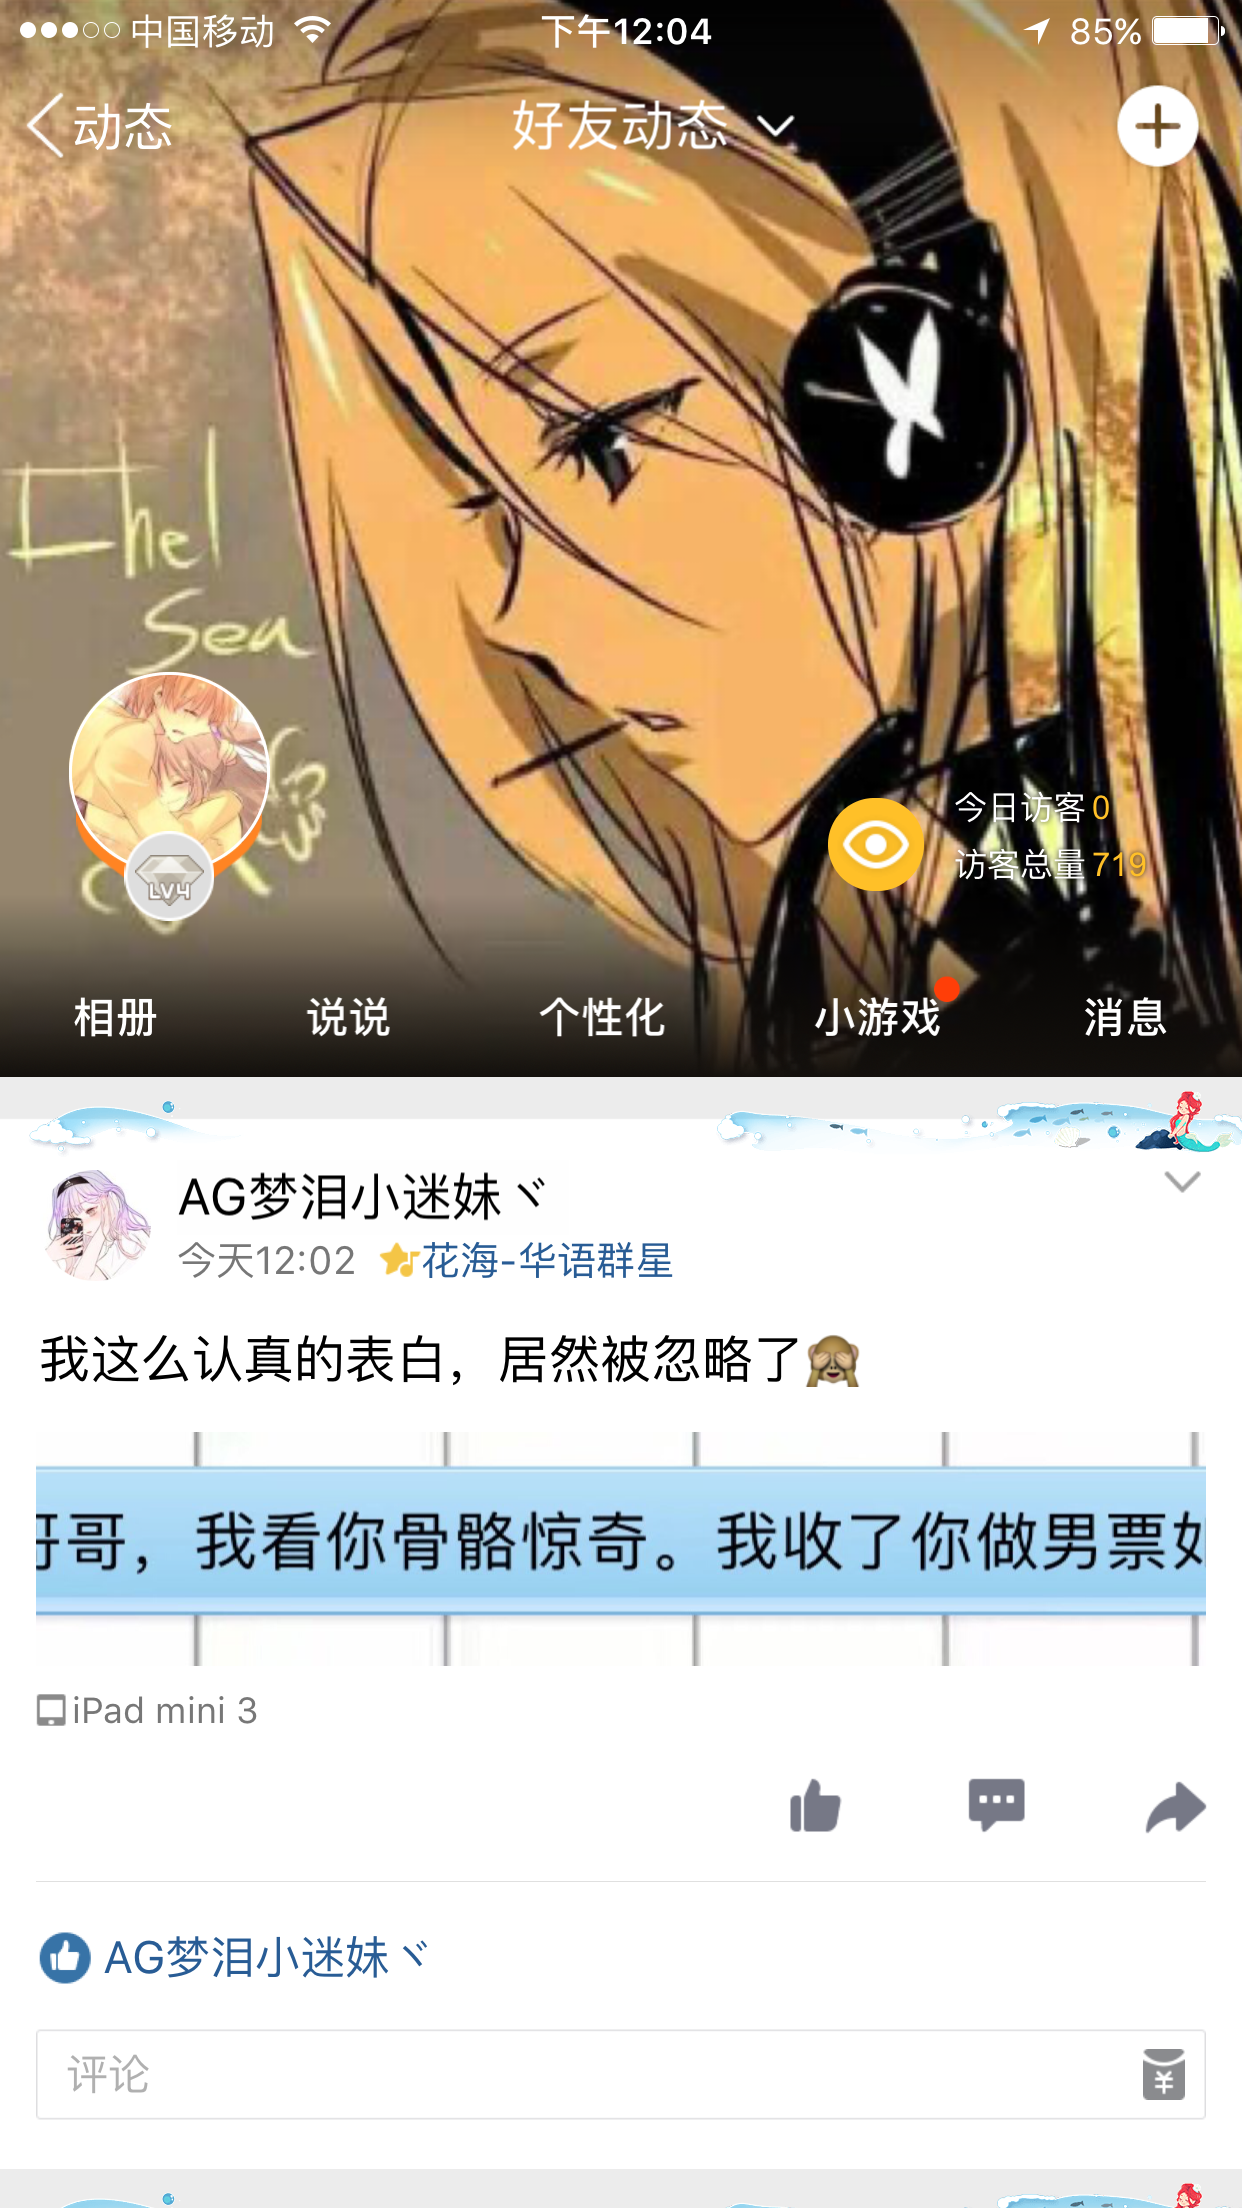 中国移动 下午12:04 85%
动态 好友动态
Chel
Sea
今日访客 0
访客总量 719
LV4
相册 说说 个性化 小游戏 消息
AG梦泪小迷妹ヾ
今天12:02 花海-华语群星
我这么认真的表白，居然被忽略了🙈
哥，我看你骨骼惊奇。我收了你做男票
iPad mini 3
AG梦泪小迷妹ヾ
评论